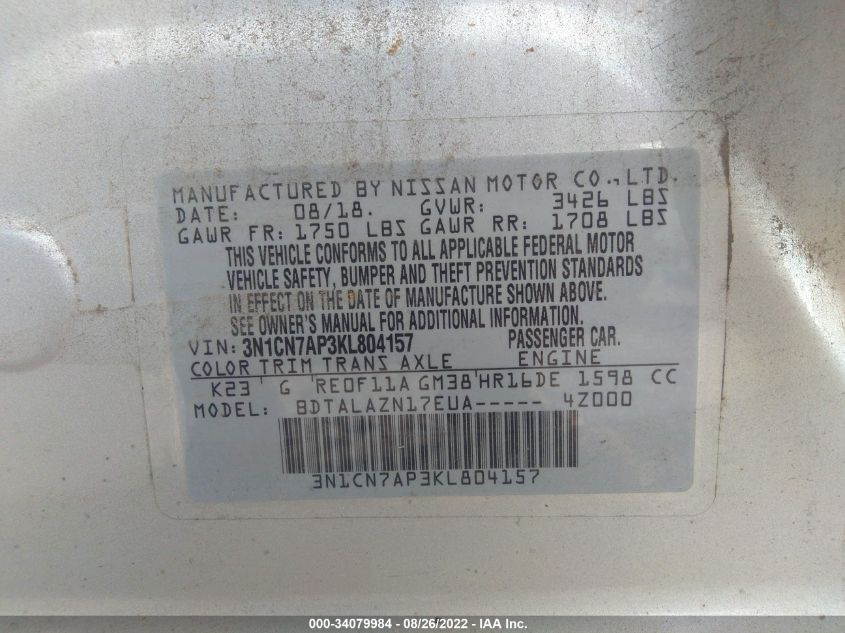 MANUFACTURED BY NISSAN MOTOR CO., LTD.
DATE: 08/18. GVWR: 3426 LBS
GAWR FR: 1750 LBS GAWR RR: 1708 LBS
THIS VEHICLE CONFORMS TO ALL APPLICABLE FEDERAL MOTOR
VEHICLE SAFETY, BUMPER AND THEFT PREVENTION STANDARDS
IN EFFECT ON THE DATE OF MANUFACTURE SHOWN ABOVE.
SEE OWNER'S MANUAL FOR ADDITIONAL INFORMATION.
VIN: 3N1CN7AP3KL804157 PASSENGER CAR.
COLOR TRIM TRANS AXLE ENGINE
K23 ' G 'RE0F11A GM38'HR16DE 1598 CC
MODEL: BDTALAZN17EUA----- 4Z000
3N1CN7AP3KL804157
000-34079984 - 08/26/2022 - IAA Inc.